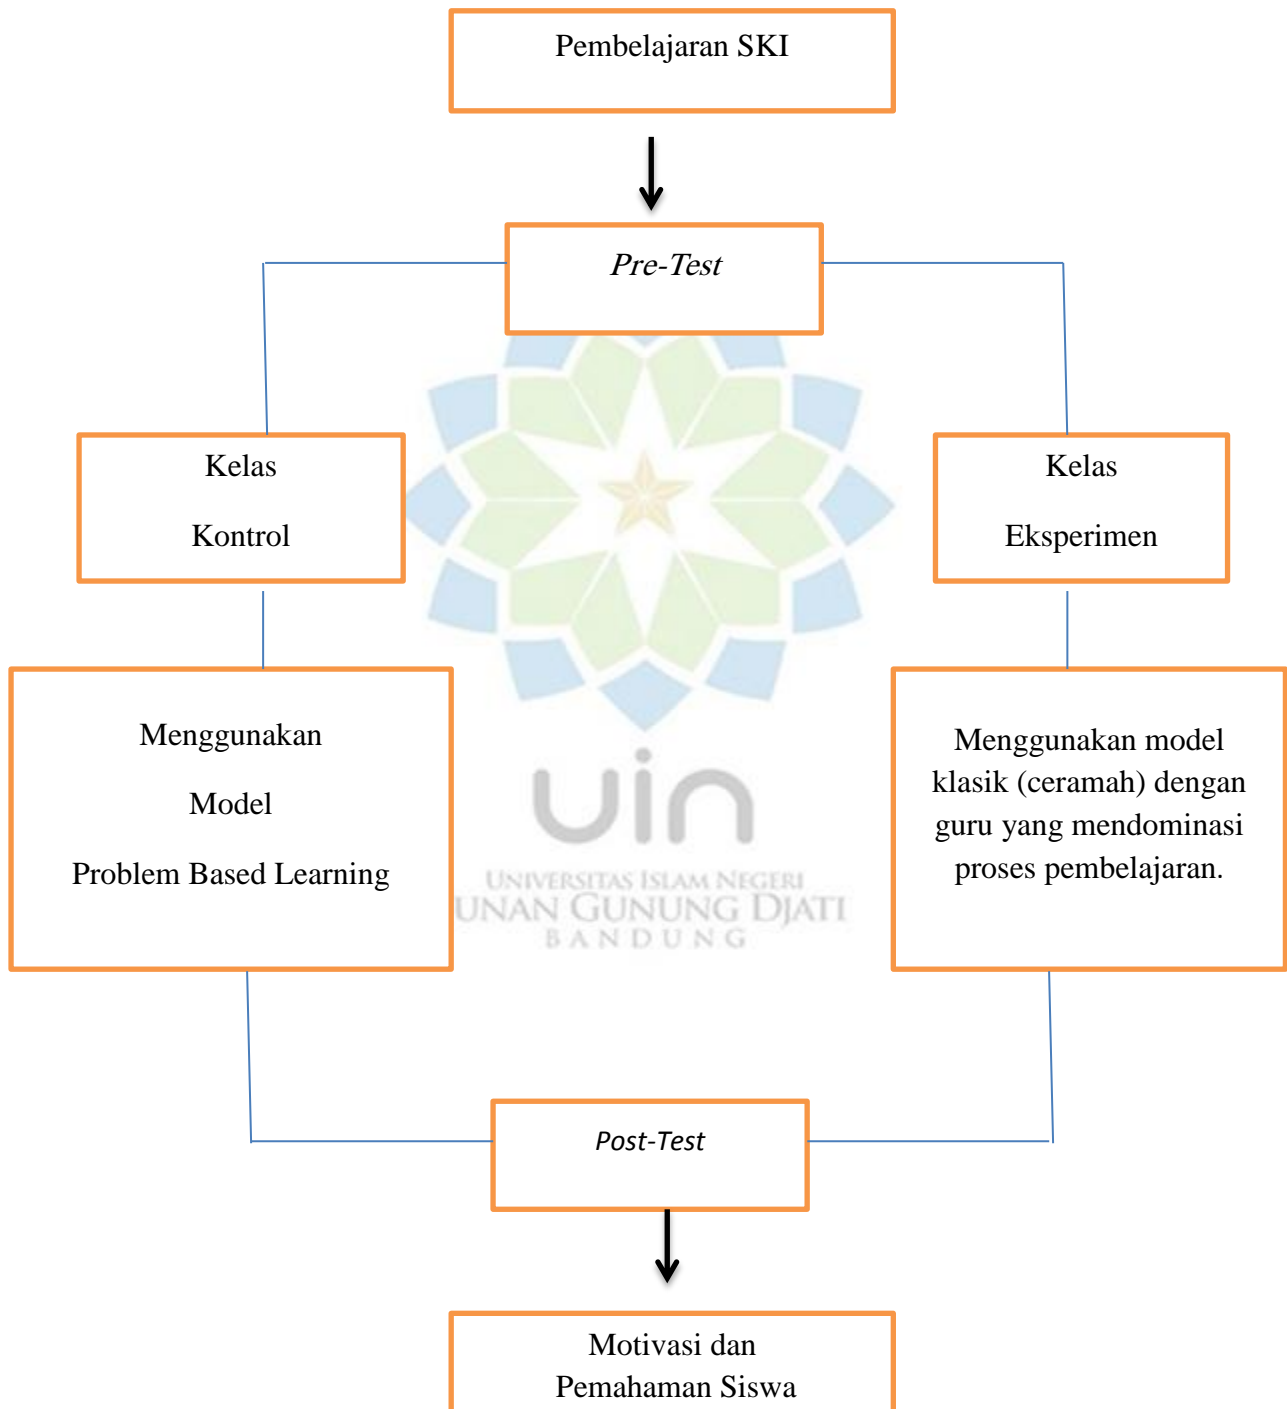 Pembelajaran SKI
Pre-Test
Kelas
Kontrol
Kelas
Eksperimen
Menggunakan
Model
Problem Based Learning
Menggunakan model
klasik (ceramah) dengan
guru yang mendominasi
proses pembelajaran.
uin
UNIVERSITAS ISLAM NEGERI
UNAN GUNUNG DJATI
BANDUNG
Post-Test
Motivasi dan
Pemahaman Siswa